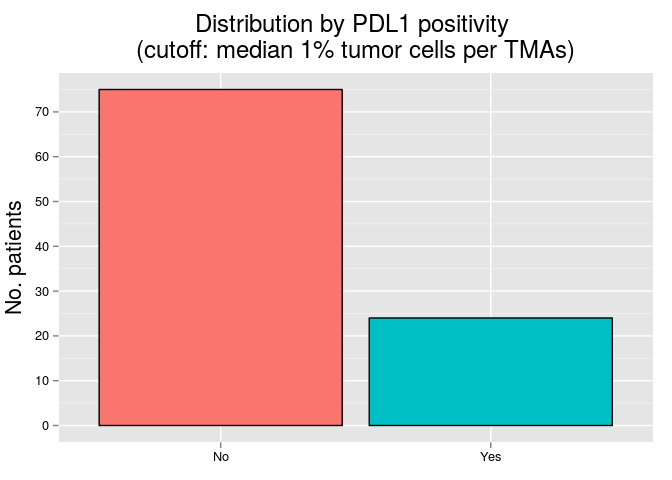 Distribution by PDL1 positivity
(cutoff: median 1% tumor cells per TMAs)
No. patients
70
60
50
40
30
20
10
0
No
Yes